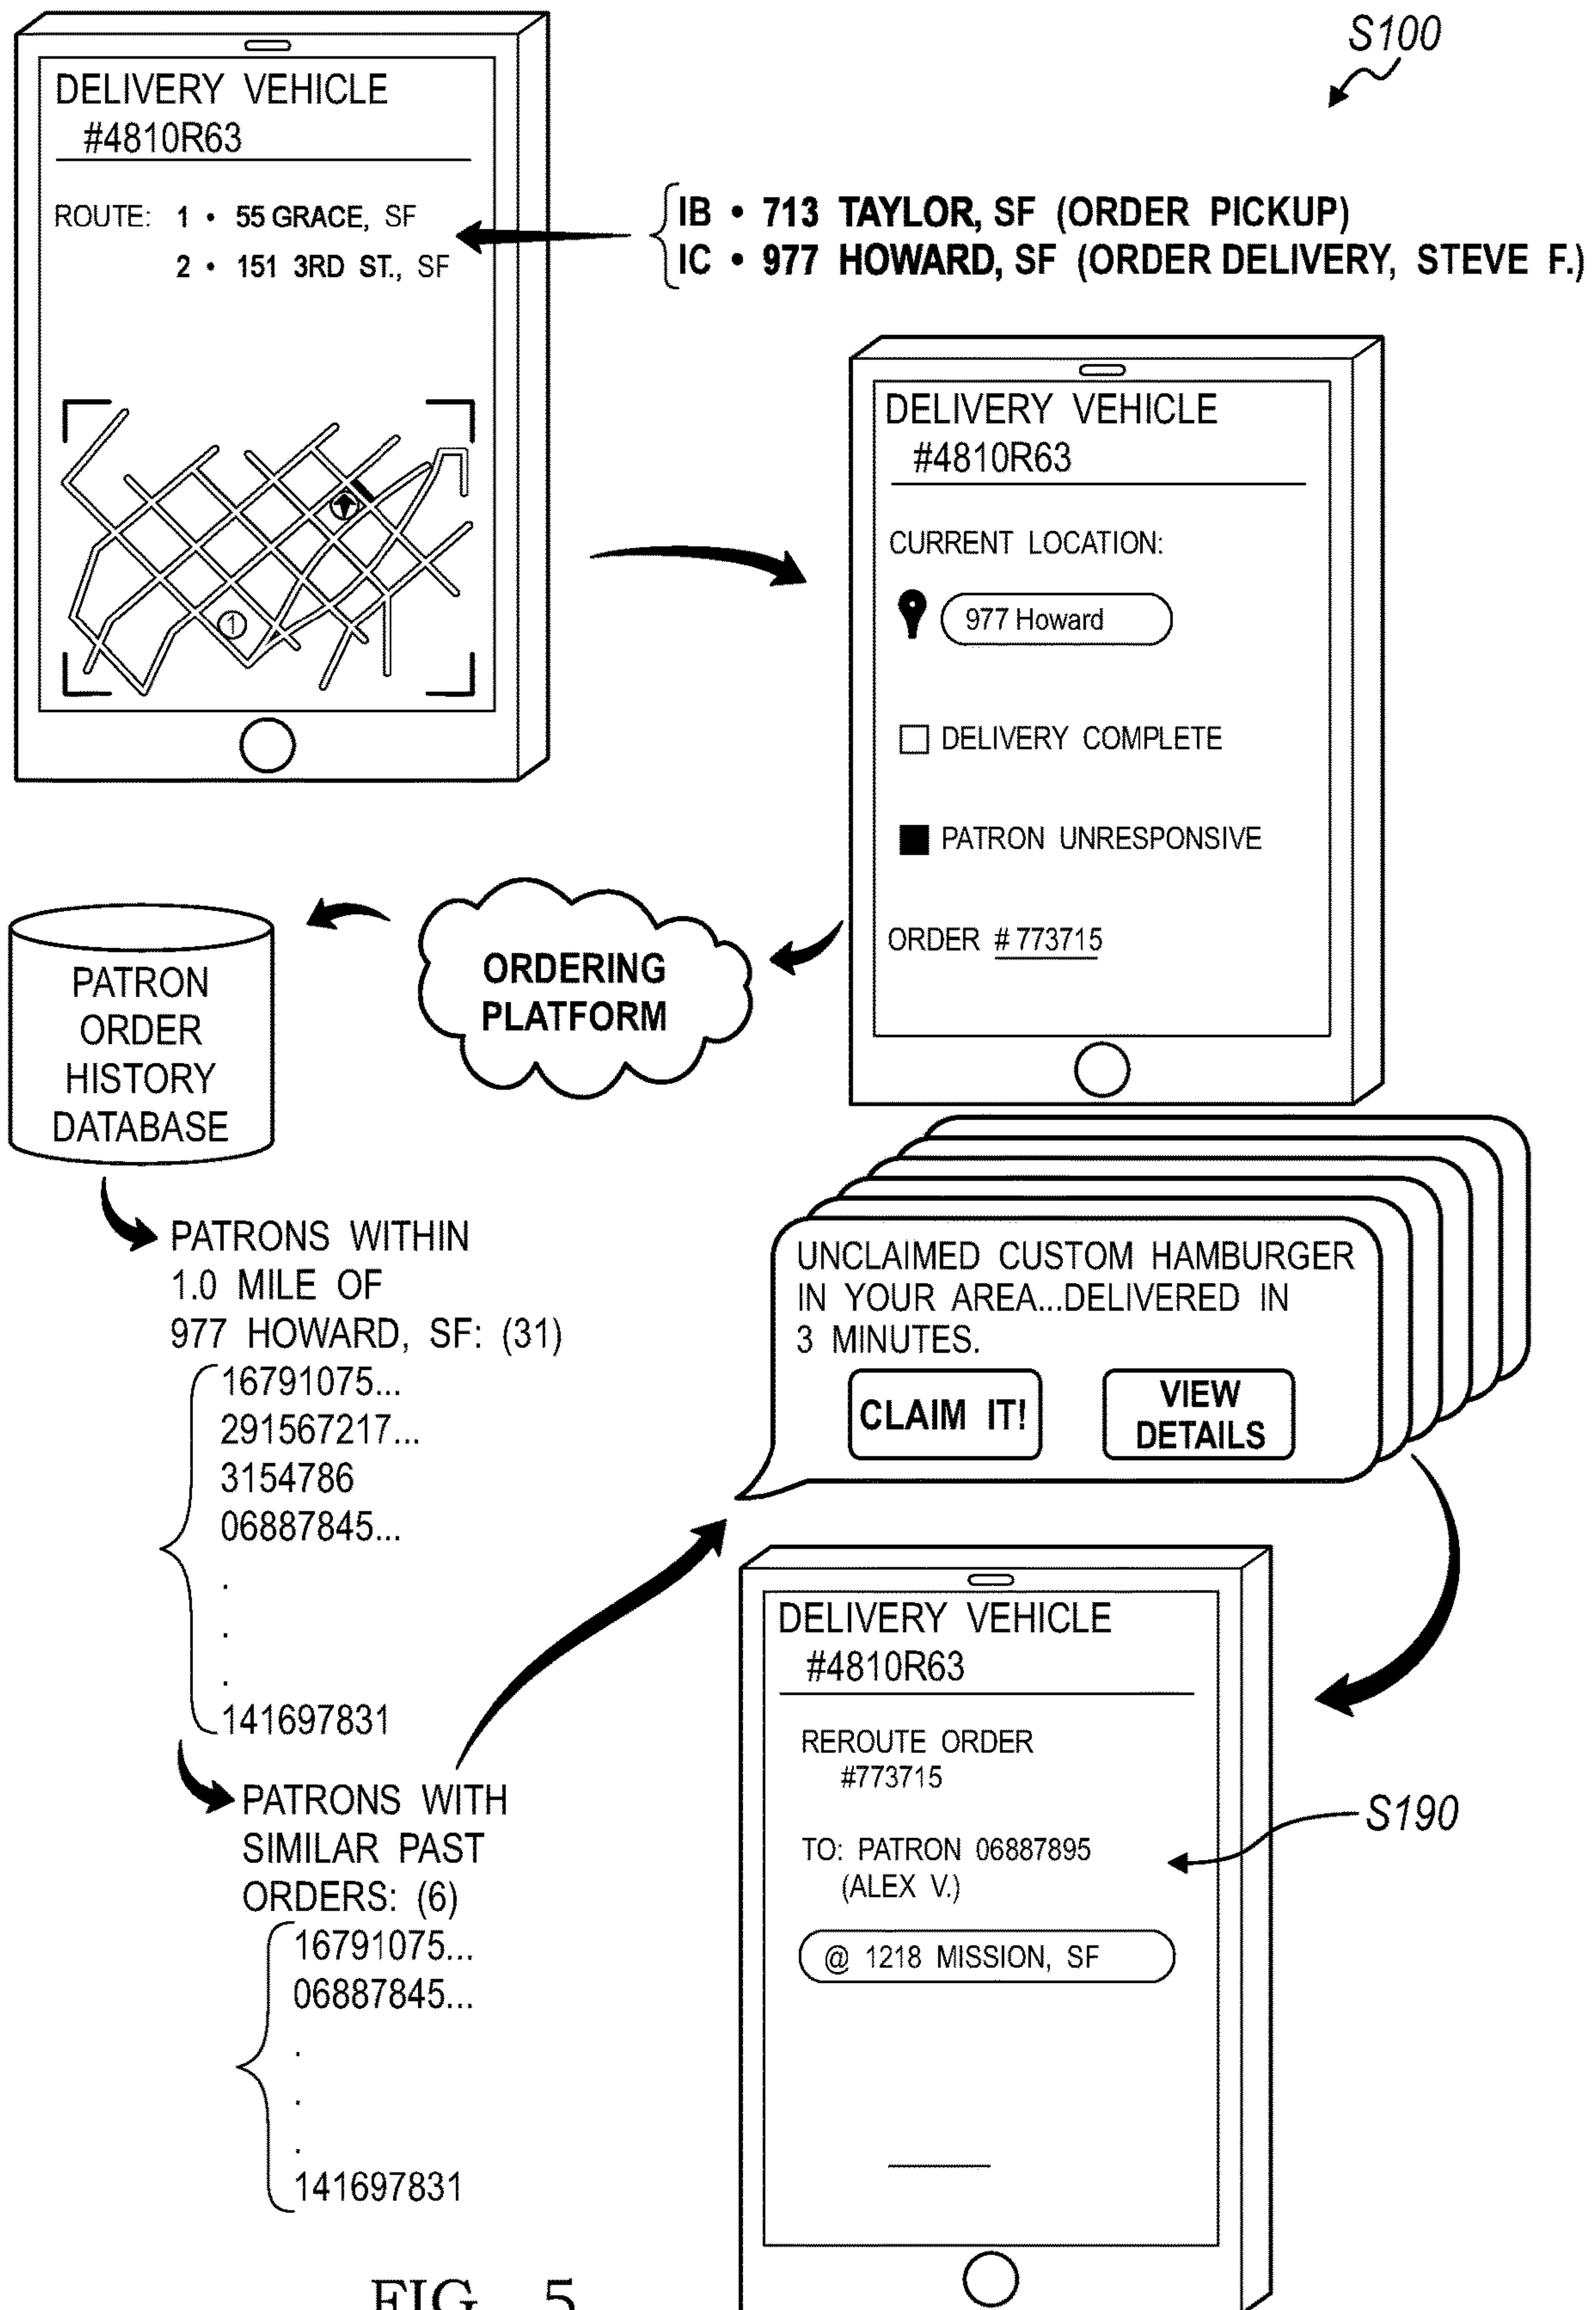 S100
DELIVERY VEHICLE
#4810R63
ROUTE: 1 • 55 GRACE, SF
2 • 151 3RD ST., SF
IB • 713 TAYLOR, SF (ORDER PICKUP)
IC • 977 HOWARD, SF (ORDER DELIVERY, STEVE F.)
1
DELIVERY VEHICLE
#4810R63
CURRENT LOCATION:
977 Howard
DELIVERY COMPLETE
PATRON UNRESPONSIVE
ORDER # 773715
ORDERING
PLATFORM
PATRON
ORDER
HISTORY
DATABASE
PATRONS WITHIN
1.0 MILE OF
977 HOWARD, SF: (31)
16791075...
291567217...
3154786
06887845...
.
.
.
141697831
PATRONS WITH
SIMILAR PAST
ORDERS: (6)
16791075...
06887845...
.
.
.
141697831
UNCLAIMED CUSTOM HAMBURGER
IN YOUR AREA...DELIVERED IN
3 MINUTES.
CLAIM IT!
VIEW
DETAILS
DELIVERY VEHICLE
#4810R63
REROUTE ORDER
#773715
TO: PATRON 06887895
(ALEX V.)
@ 1218 MISSION, SF
S190
FIG. 5